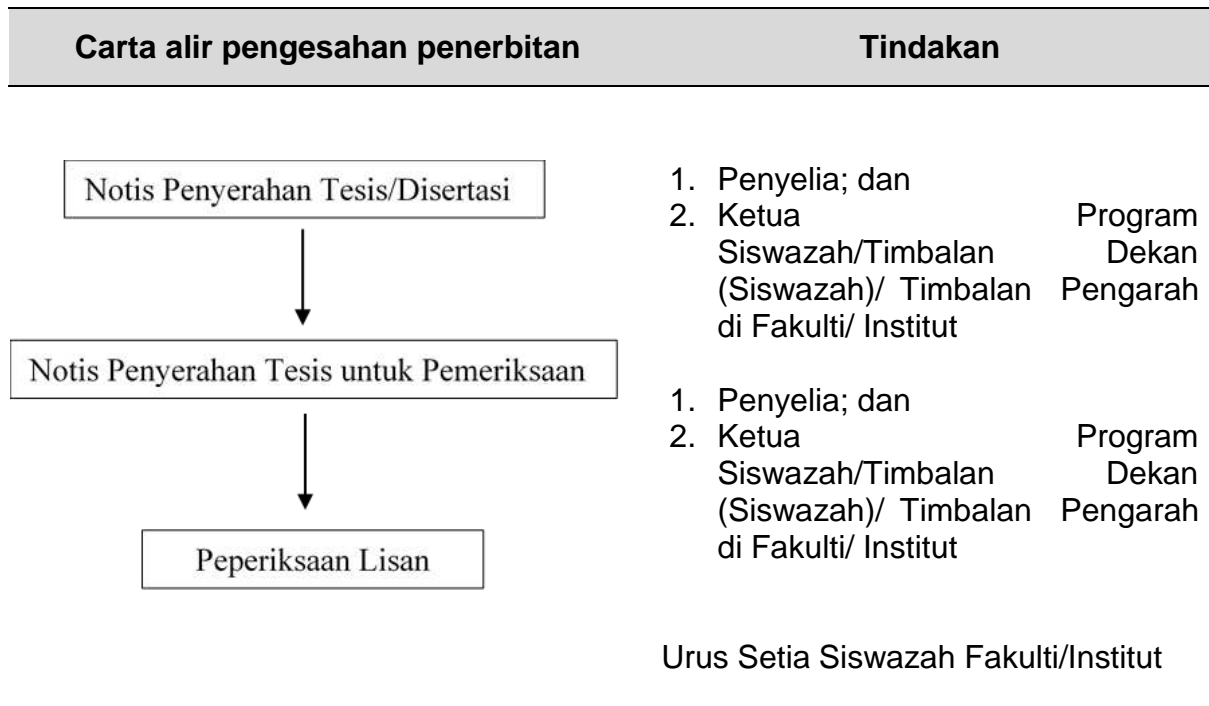 Carta alir pengesahan penerbitan
Tindakan
Notis Penyerahan Tesis/Disertasi
1. Penyelia; dan
2. Ketua Program
Siswazah/Timbalan Dekan
(Siswazah)/ Timbalan Pengarah
di Fakulti/ Institut
Notis Penyerahan Tesis untuk Pemeriksaan
1. Penyelia; dan
2. Ketua Program
Siswazah/Timbalan Dekan
(Siswazah)/ Timbalan Pengarah
di Fakulti/ Institut
Peperiksaan Lisan
Urus Setia Siswazah Fakulti/Institut